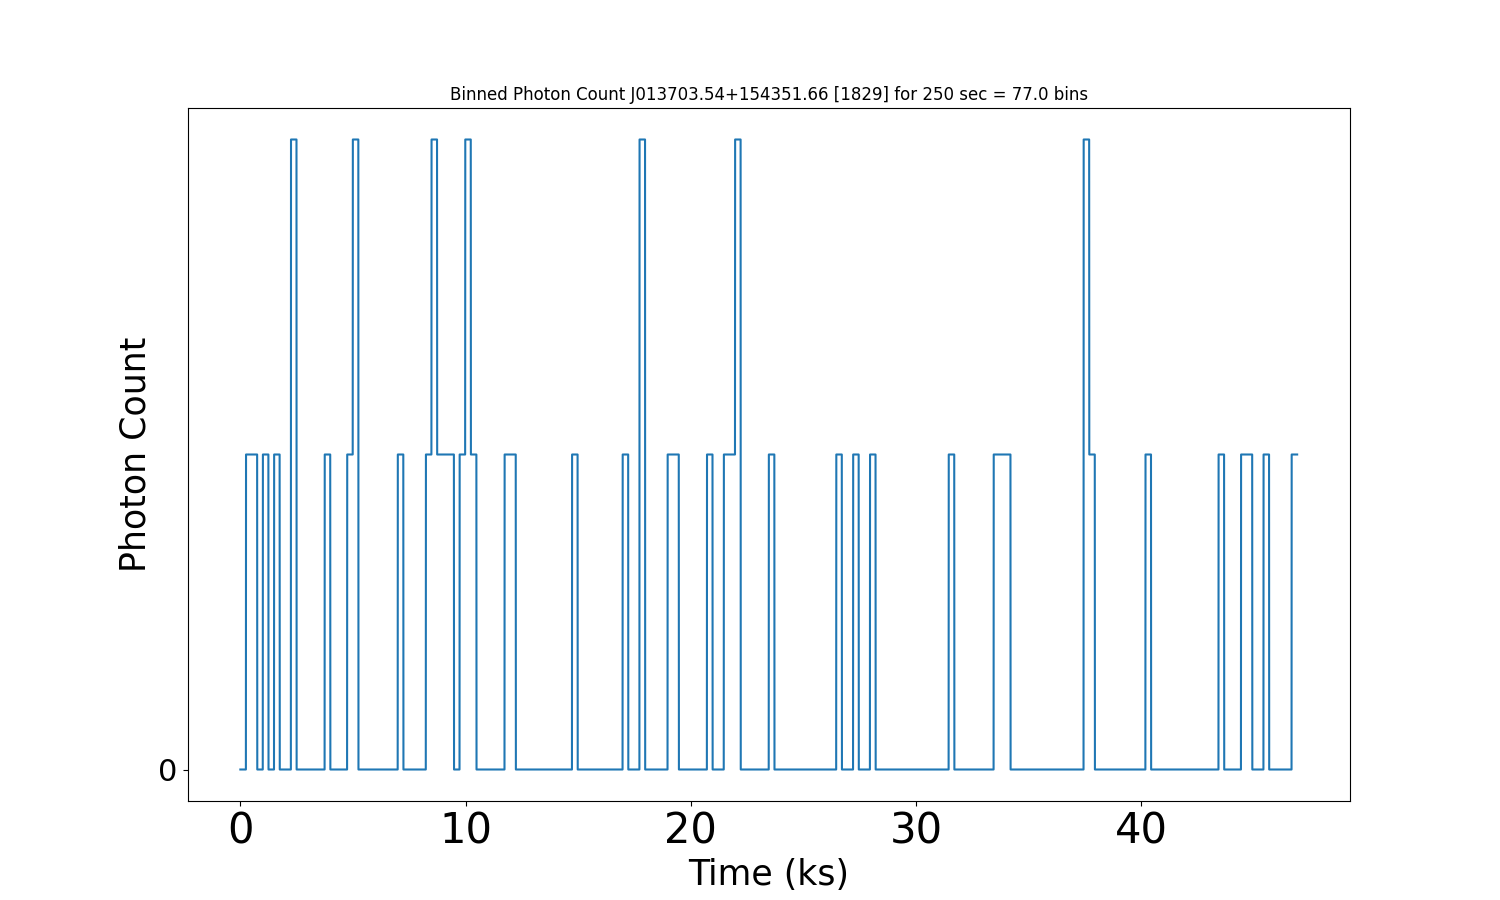 Binned Photon Count J013703.54+154351.66 [1829] for 250 sec = 77.0 bins
Photon Count
0
0 10 20 30 40
Time (ks)